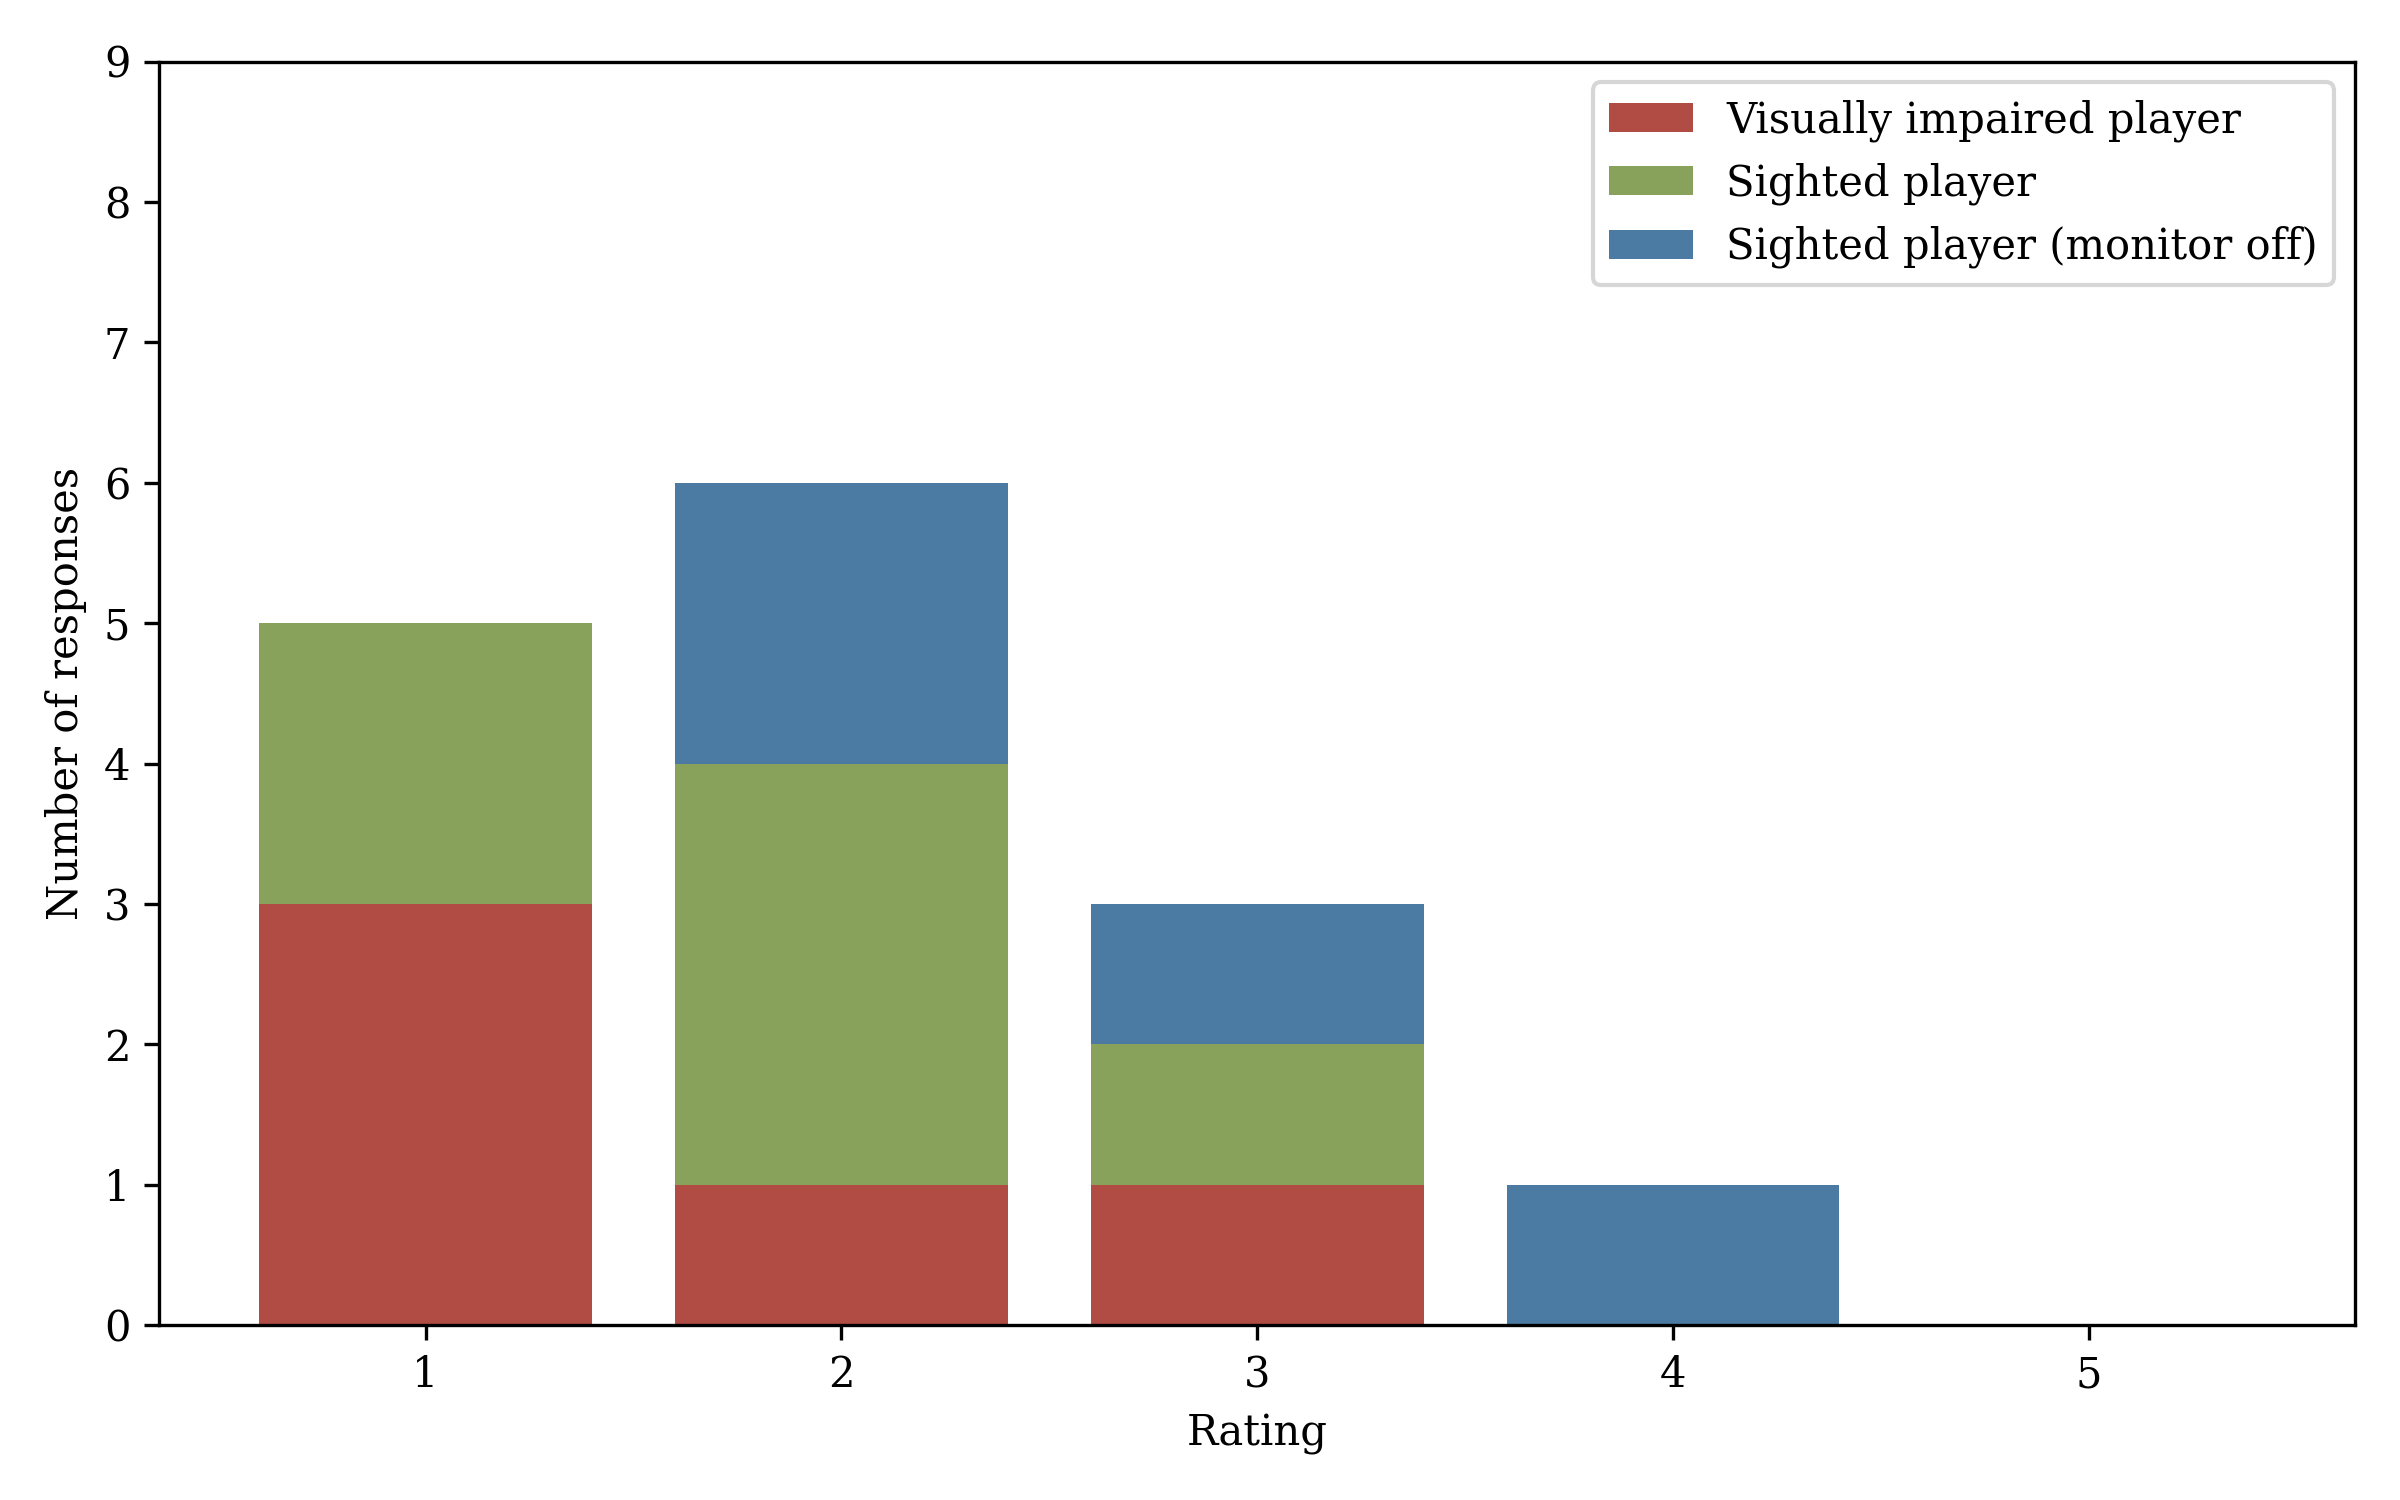 9
8
7
6
5
4
3
2
1
0
Number of responses
Visually impaired player
Sighted player
Sighted player (monitor off)
1 2 3 4 5
Rating